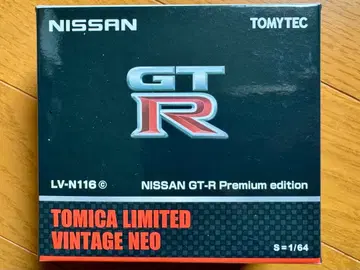 NISSAN TOMYTEC
GT
R
LV-N116 ⓒ NISSAN GT-R Premium edition
TOMICA LIMITED
VINTAGE NEO
S=1/64